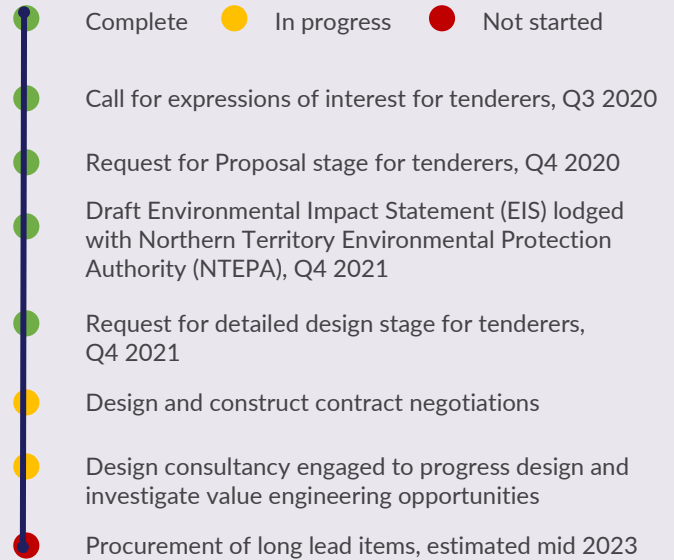 Complete In progress Not started
Call for expressions of interest for tenderers, Q3 2020
Request for Proposal stage for tenderers, Q4 2020
Draft Environmental Impact Statement (EIS) lodged
with Northern Territory Environmental Protection
Authority (NTEPA), Q4 2021
Request for detailed design stage for tenderers,
Q4 2021
Design and construct contract negotiations
Design consultancy engaged to progress design and
investigate value engineering opportunities
Procurement of long lead items, estimated mid 2023